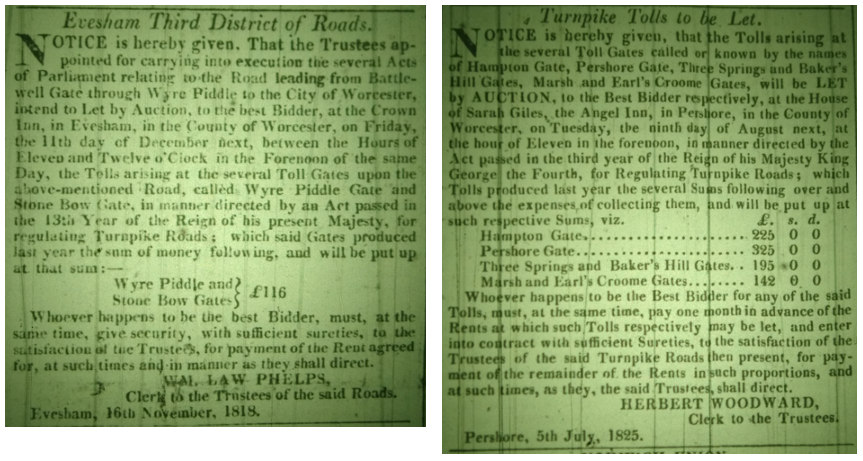 Evesham Third District of Roads.
NOTICE is hereby given, That the Trustees ap-
pointed for carrying into execution the several Acts
of Parliament relating to the Road leading from Battle-
well Gate through Wyre Piddle to the City of Worcester,
intend to Let by Auction, to the best Bidder, at the Crown
Inn, in Evesham, in the County of Worcester, on Friday,
the 11th day of December next, between the Hours of
Eleven and Twelve o'Clock in the Forenoon of the same
Day, the Tolls arising at the several Toll Gates upon the
above-mentioned Road, called Wyre Piddle Gate and
Stone Bow Gate, in manner directed by an Act passed in
the 13th Year of the Reign of his present Majesty, for
regulating Turnpike Roads; which said Gates produced
last year the sum of money following, and will be put up
at that sum:—
Wyre Piddle and
Stone Bow Gates} £116
Whoever happens to be the best Bidder, must, at the
same time, give security, with sufficient sureties, to the
satisfaction of the Trustees, for payment of the Rent agreed
for, at such times and in manner as they shall direct.
WM. LAW PHELPS,
Clerk to the Trustees of the said Roads.
Evesham, 16th November, 1818.
Turnpike Tolls to be Let.
NOTICE is hereby given, that the Tolls arising at
the several Toll Gates called or known by the names
of Hampton Gate, Pershore Gate, Three Springs and Baker's
Hill Gates, Marsh and Earl's Croome Gates, will be LET
by AUCTION, to the Best Bidder respectively, at the House
of Sarah Giles, the Angel Inn, in Pershore, in the County of
Worcester, on Tuesday, the ninth day of August next, at
the hour of Eleven in the forenoon, in manner directed by the
Act passed in the third year of the Reign of his Majesty King
George the Fourth, for Regulating Turnpike Roads; which
Tolls produced last year the several Sums following over and
above the expenses of collecting them, and will be put up at
such respective Sums, viz. £. s. d.
Hampton Gate........................ 225 0 0
Pershore Gate........................ 325 0 0
Three Springs and Baker's Hill Gates.. 195 0 0
Marsh and Earl's Croome Gates....... 142 0 0
Whoever happens to be the Best Bidder for any of the said
Tolls, must, at the same time, pay one month in advance of the
Rents at which such Tolls respectively may be let, and enter
into contract with sufficient Sureties, to the satisfaction of the
Trustees of the said Turnpike Roads then present, for pay-
ment of the remainder of the Rents in such proportions, and
at such times, as they, the said Trustees, shall direct.
HERBERT WOODWARD,
Clerk to the Trustees.
Pershore, 5th July, 1825.